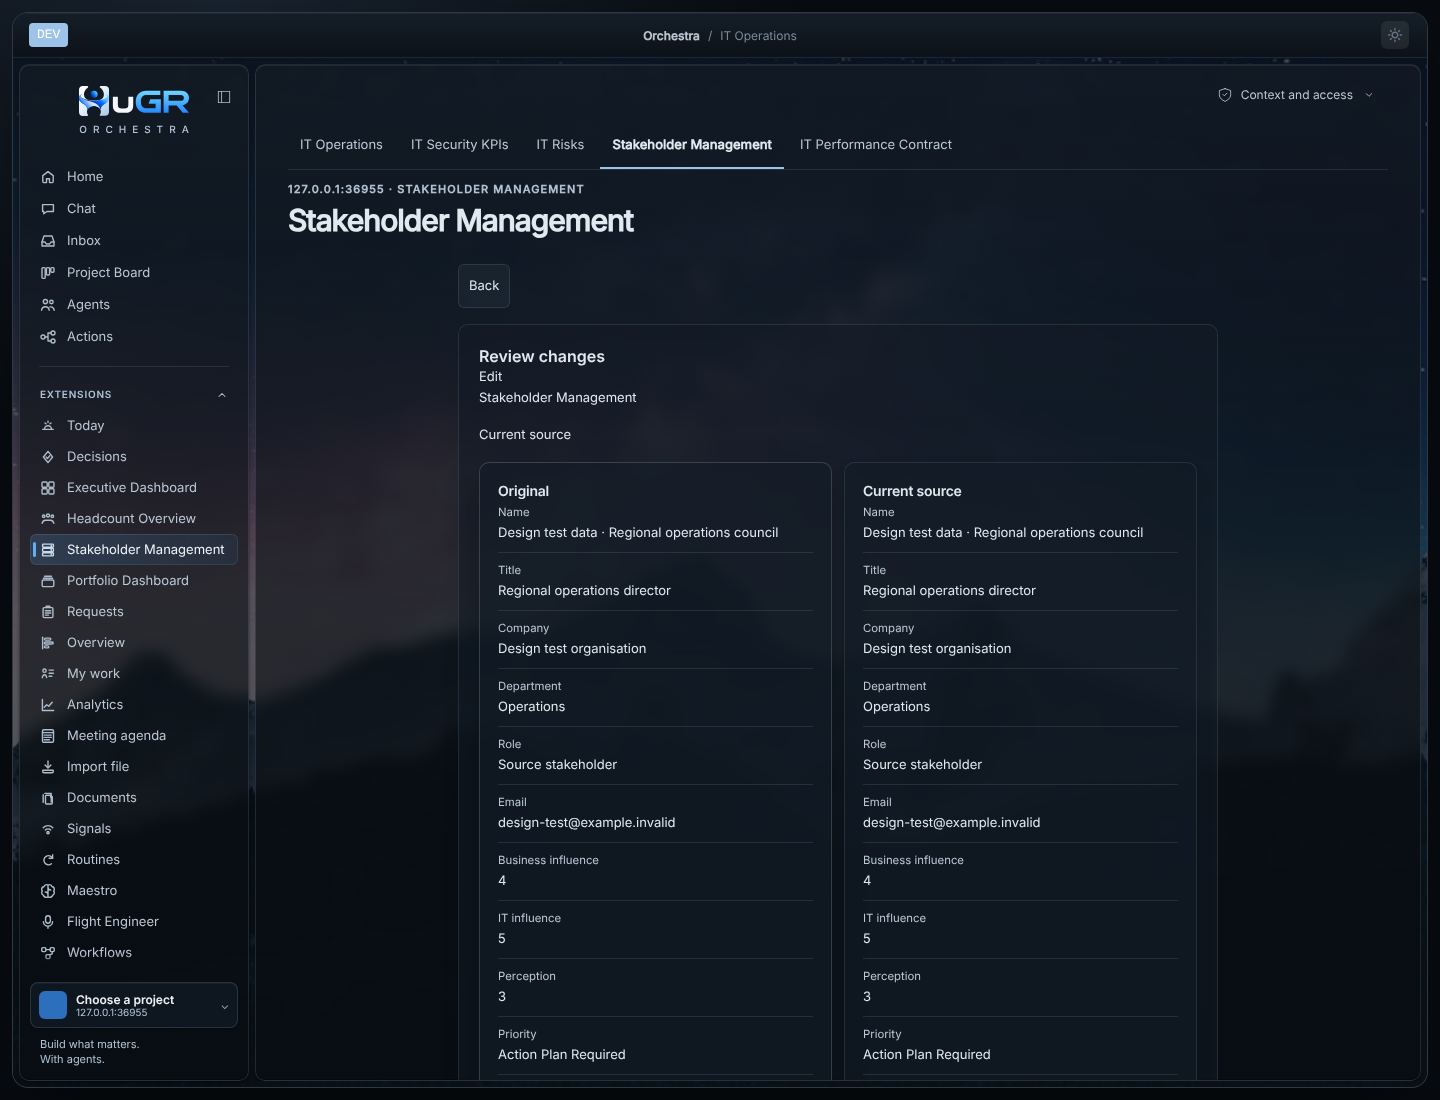 DEV
Orchestra / IT Operations
HuGR
ORCHESTRA
Context and access
Home
Chat
Inbox
Project Board
Agents
Actions
EXTENSIONS
Today
Decisions
Executive Dashboard
Headcount Overview
Stakeholder Management
Portfolio Dashboard
Requests
Overview
My work
Analytics
Meeting agenda
Import file
Documents
Signals
Routines
Maestro
Flight Engineer
Workflows
Choose a project
127.0.0.1:36955
Build what matters.
With agents.
IT Operations IT Security KPIs IT Risks Stakeholder Management IT Performance Contract
127.0.0.1:36955 · STAKEHOLDER MANAGEMENT
Stakeholder Management
Back
Review changes
Edit
Stakeholder Management
Current source
Original
Name
Design test data · Regional operations council
Title
Regional operations director
Company
Design test organisation
Department
Operations
Role
Source stakeholder
Email
design-test@example.invalid
Business influence
4
IT influence
5
Perception
3
Priority
Action Plan Required
Current source
Name
Design test data · Regional operations council
Title
Regional operations director
Company
Design test organisation
Department
Operations
Role
Source stakeholder
Email
design-test@example.invalid
Business influence
4
IT influence
5
Perception
3
Priority
Action Plan Required